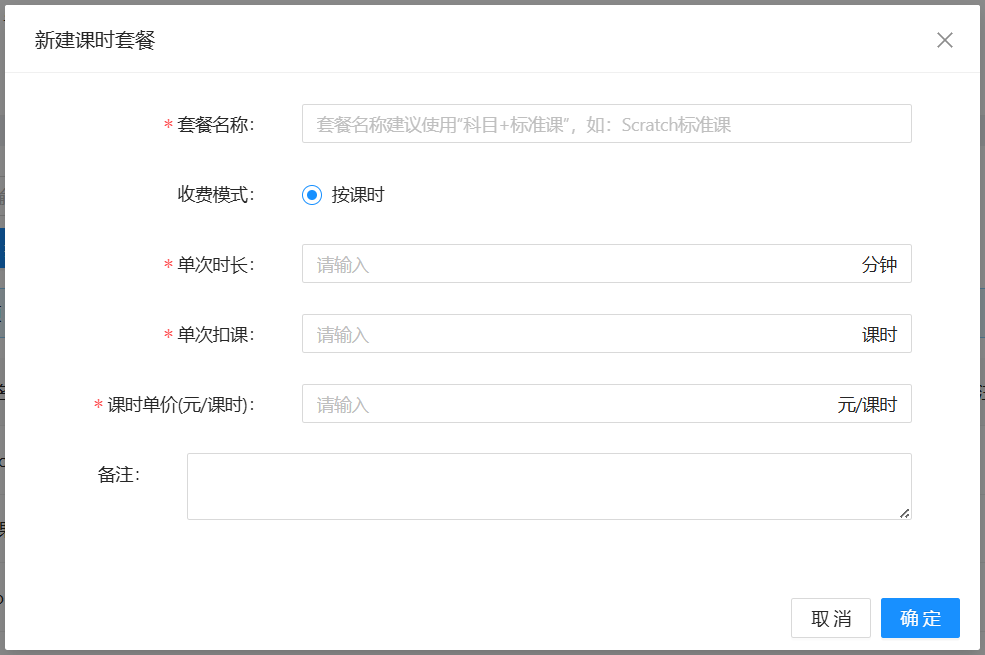 新建课时套餐
* 套餐名称： 套餐名称建议使用“科目+标准课”，如：Scratch标准课
收费模式： 按课时
* 单次时长： 请输入 分钟
* 单次扣课： 请输入 课时
* 课时单价(元/课时)： 请输入 元/课时
备注：
取 消 确 定